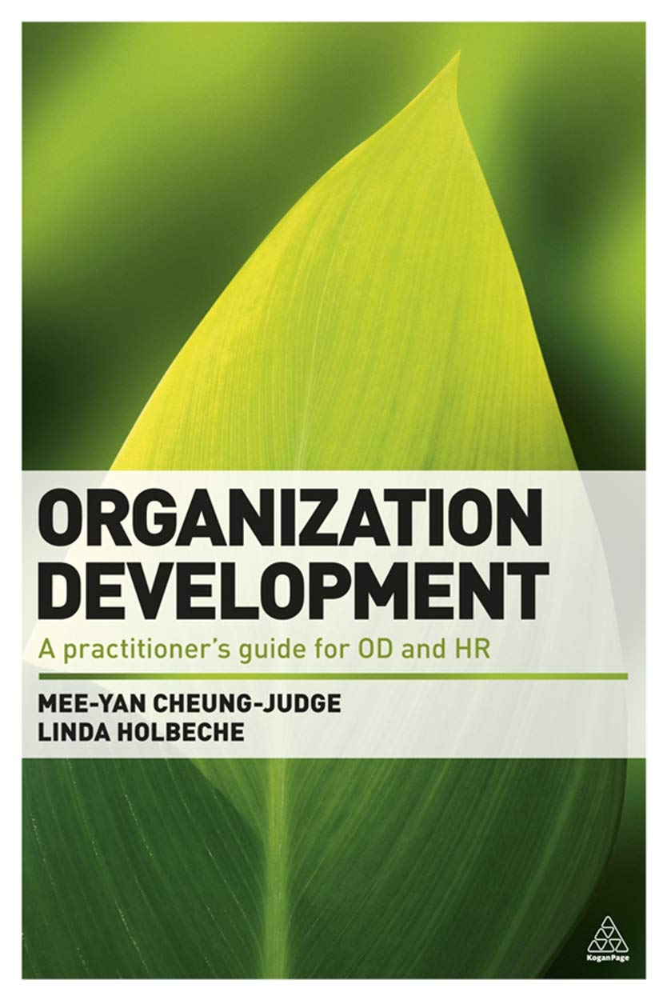 ORGANIZATION
DEVELOPMENT
A practitioner's guide for OD and HR
MEE-YAN CHEUNG-JUDGE
LINDA HOLBECHE
KoganPage